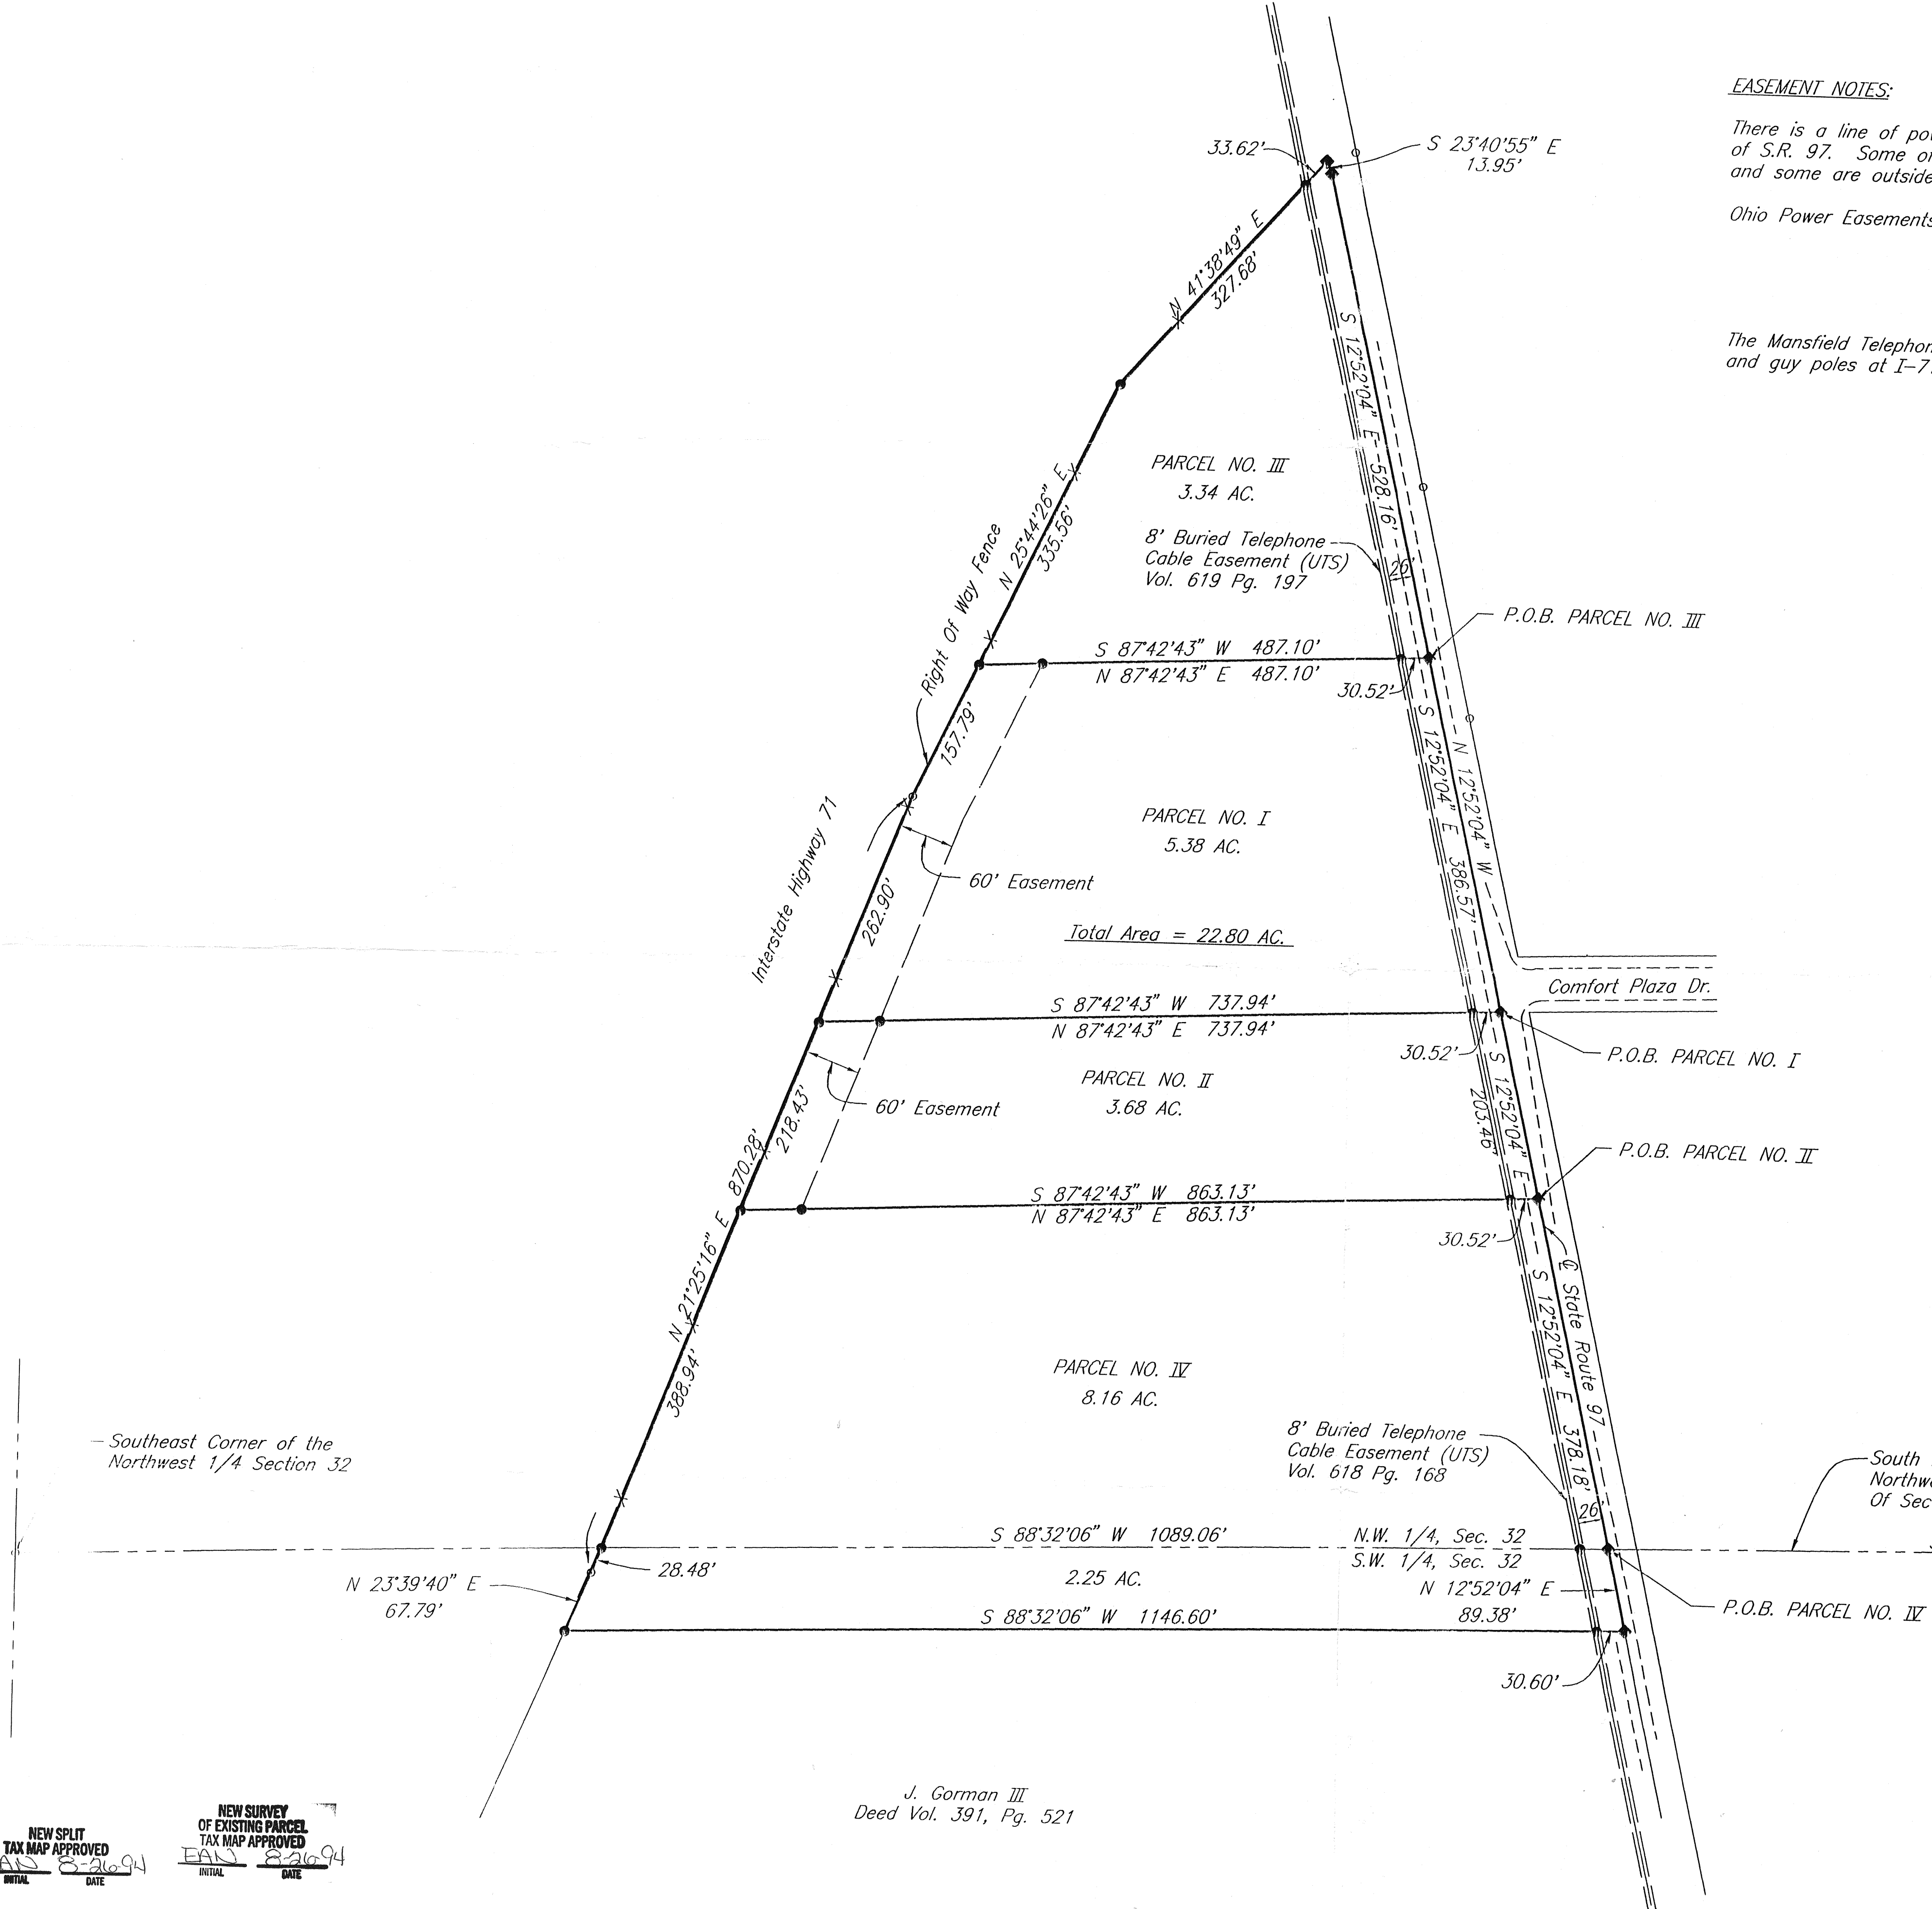 EASEMENT NOTES:
There is a line of
of S.R. 97. Some
and some are outside
Ohio Power Easements
The Mansfield
and guy poles at
33.62'
S 23°40'55" E
13.95'
N 41°38'49" E
327.68'
S 12°52'04" E 528.16'
PARCEL NO. III
3.34 AC.
N 25°44'26" E
335.56'
8' Buried Telephone
Cable Easement (UTS)
Vol. 619 Pg. 197
26'
Right Of Way Fence
P.O.B. PARCEL NO. III
S 87°42'43" W 487.10'
N 87°42'43" E 487.10'
30.52'
157.79'
S 12°52'04" E 386.57'
N 12°52'04" W
PARCEL NO. I
5.38 AC.
Interstate Highway 71
60' Easement
262.90'
Total Area = 22.80 AC.
Comfort Plaza Dr.
S 87°42'43" W 737.94'
N 87°42'43" E 737.94'
30.52'
P.O.B. PARCEL NO. I
PARCEL NO. II
3.68 AC.
60' Easement
218.43'
S 12°52'04" E
203.46'
P.O.B. PARCEL NO. II
S 87°42'43" W 863.13'
N 87°42'43" E 863.13'
30.52'
N 21°25'16" E 870.28'
388.94'
℄ State Route 97
S 12°52'04" E 378.18'
PARCEL NO. IV
8.16 AC.
8' Buried Telephone
Cable Easement (UTS)
Vol. 618 Pg. 168
26'
Southeast Corner of the
Northwest 1/4 Section 32
South
Of
S 88°32'06" W 1089.06'
N.W. 1/4, Sec. 32
S.W. 1/4, Sec. 32
28.48'
2.25 AC.
N 12°52'04" E
89.38'
N 23°39'40" E
67.79'
S 88°32'06" W 1146.60'
P.O.B. PARCEL NO. IV
30.60'
J. Gorman III
Deed Vol. 391, Pg. 521
NEW SPLIT
TAX MAP APPROVED
8-26-94
INITIAL DATE
NEW SURVEY
OF EXISTING PARCEL
TAX MAP APPROVED
EAN 8-26-94
INITIAL DATE